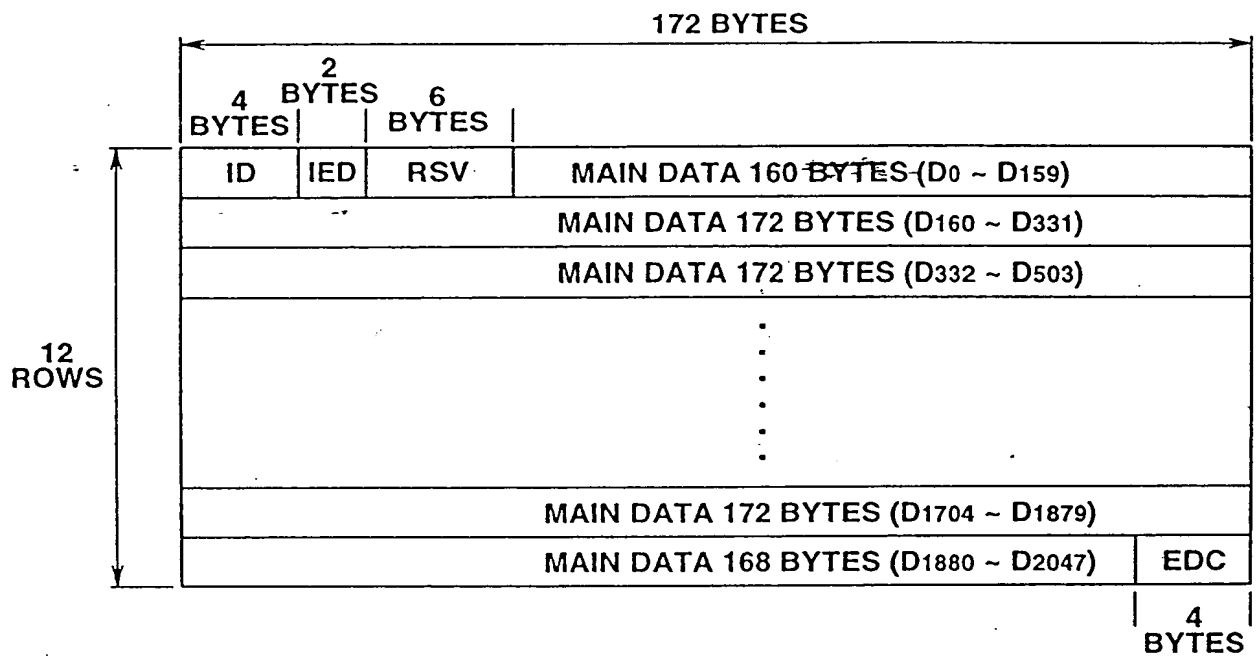 172 BYTES
2
BYTES
4
BYTES
6
BYTES
ID IED RSV MAIN DATA 160 BYTES (D0 ~ D159)
MAIN DATA 172 BYTES (D160 ~ D331)
MAIN DATA 172 BYTES (D332 ~ D503)
12
ROWS
MAIN DATA 172 BYTES (D1704 ~ D1879)
MAIN DATA 168 BYTES (D1880 ~ D2047) EDC
4
BYTES